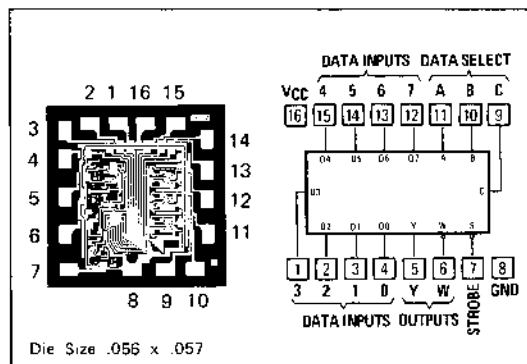 2 1 16 15
3
14
4
13
5
12
6
11
7
8 9 10
Die Size .056 x .057
DATA INPUTS DATA SELECT
VCC 4 5 6 7 A B C
16 15 14 13 12 11 10 9
D4 D5 D6 D7 A B
D3 C
D2 D1 D0 Y W S
1 2 3 4 5 6 7 8
3 2 1 0 Y W STROBE GND
DATA INPUTS OUTPUTS